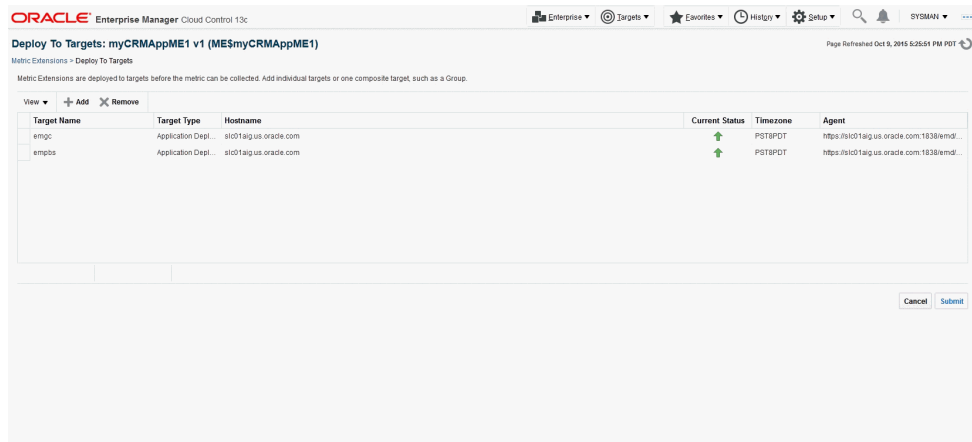 ORACLE Enterprise Manager Cloud Control 13c
Enterprise Targets Favorites History Setup SYSMAN
Deploy To Targets: myCRMAppME1 v1 (ME$myCRMAppME1)
Page Refreshed Oct 9, 2015 5:25:51 PM PDT
Metric Extensions > Deploy To Targets
Metric Extensions are deployed to targets before the metric can be collected. Add individual targets or one composite target, such as a Group.
View Add Remove
Target Name Target Type Hostname Current Status Timezone Agent
emgc Application Depl... slc01aig.us.oracle.com PST8PDT https://slc01aig.us.oracle.com:1838/emd/...
empbs Application Depl... slc01aig.us.oracle.com PST8PDT https://slc01aig.us.oracle.com:1838/emd/...
Cancel Submit